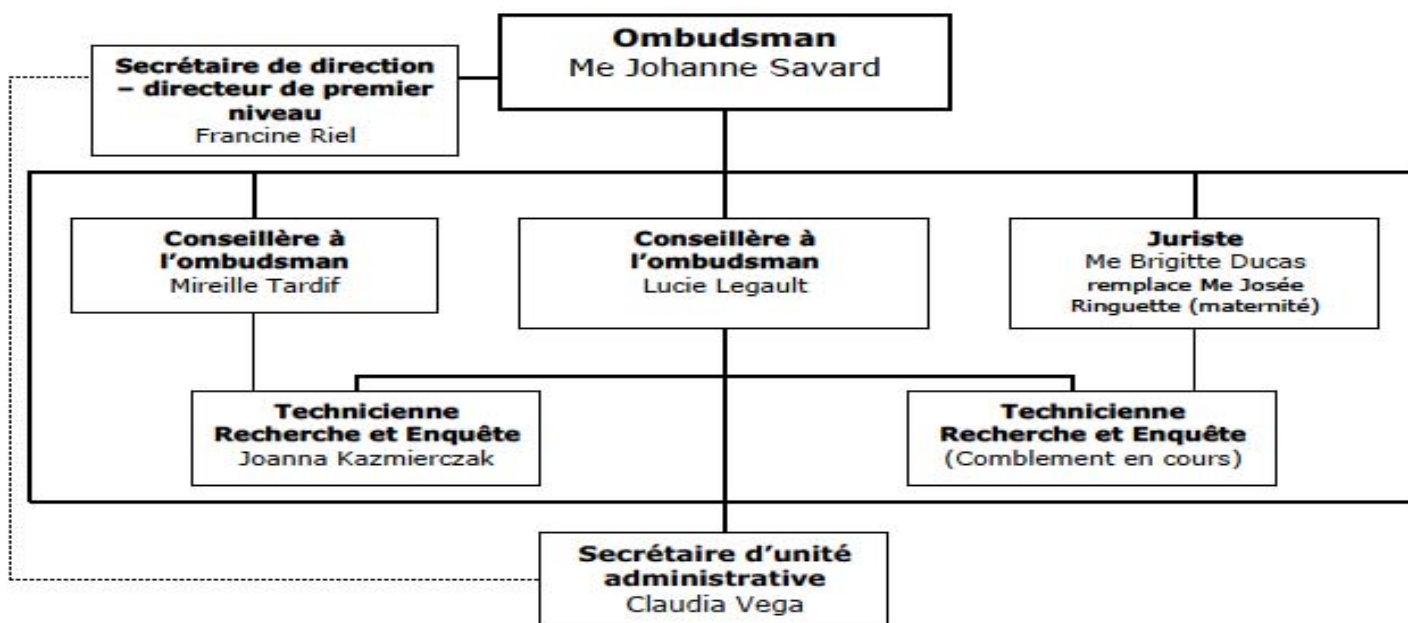 Ombudsman
Me Johanne Savard
Secrétaire de direction
– directeur de premier
niveau
Francine Riel
Conseillère à
l'ombudsman
Mireille Tardif
Conseillère à
l'ombudsman
Lucie Legault
Juriste
Me Brigitte Ducas
remplace Me Josée
Ringuette (maternité)
Technicienne
Recherche et Enquête
Joanna Kazmierczak
Technicienne
Recherche et Enquête
(Comblement en cours)
Secrétaire d'unité
administrative
Claudia Vega